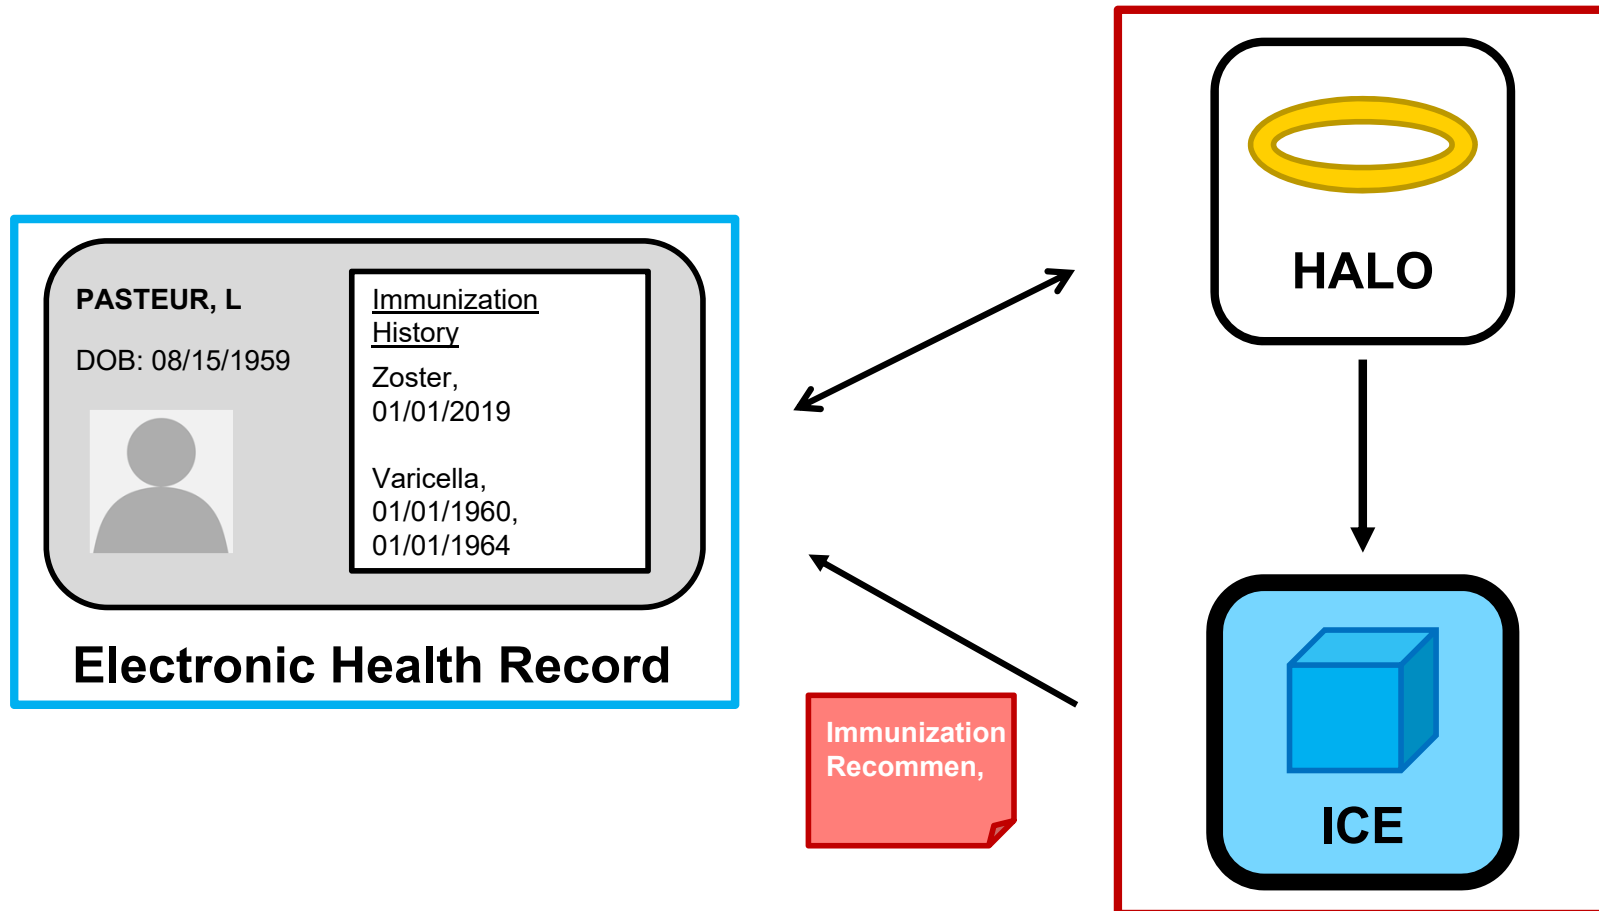 PASTEUR, L
DOB: 08/15/1959
Immunization
History
Zoster,
01/01/2019
Varicella,
01/01/1960,
01/01/1964
Electronic Health Record
Immunization
Recommen,
HALO
ICE